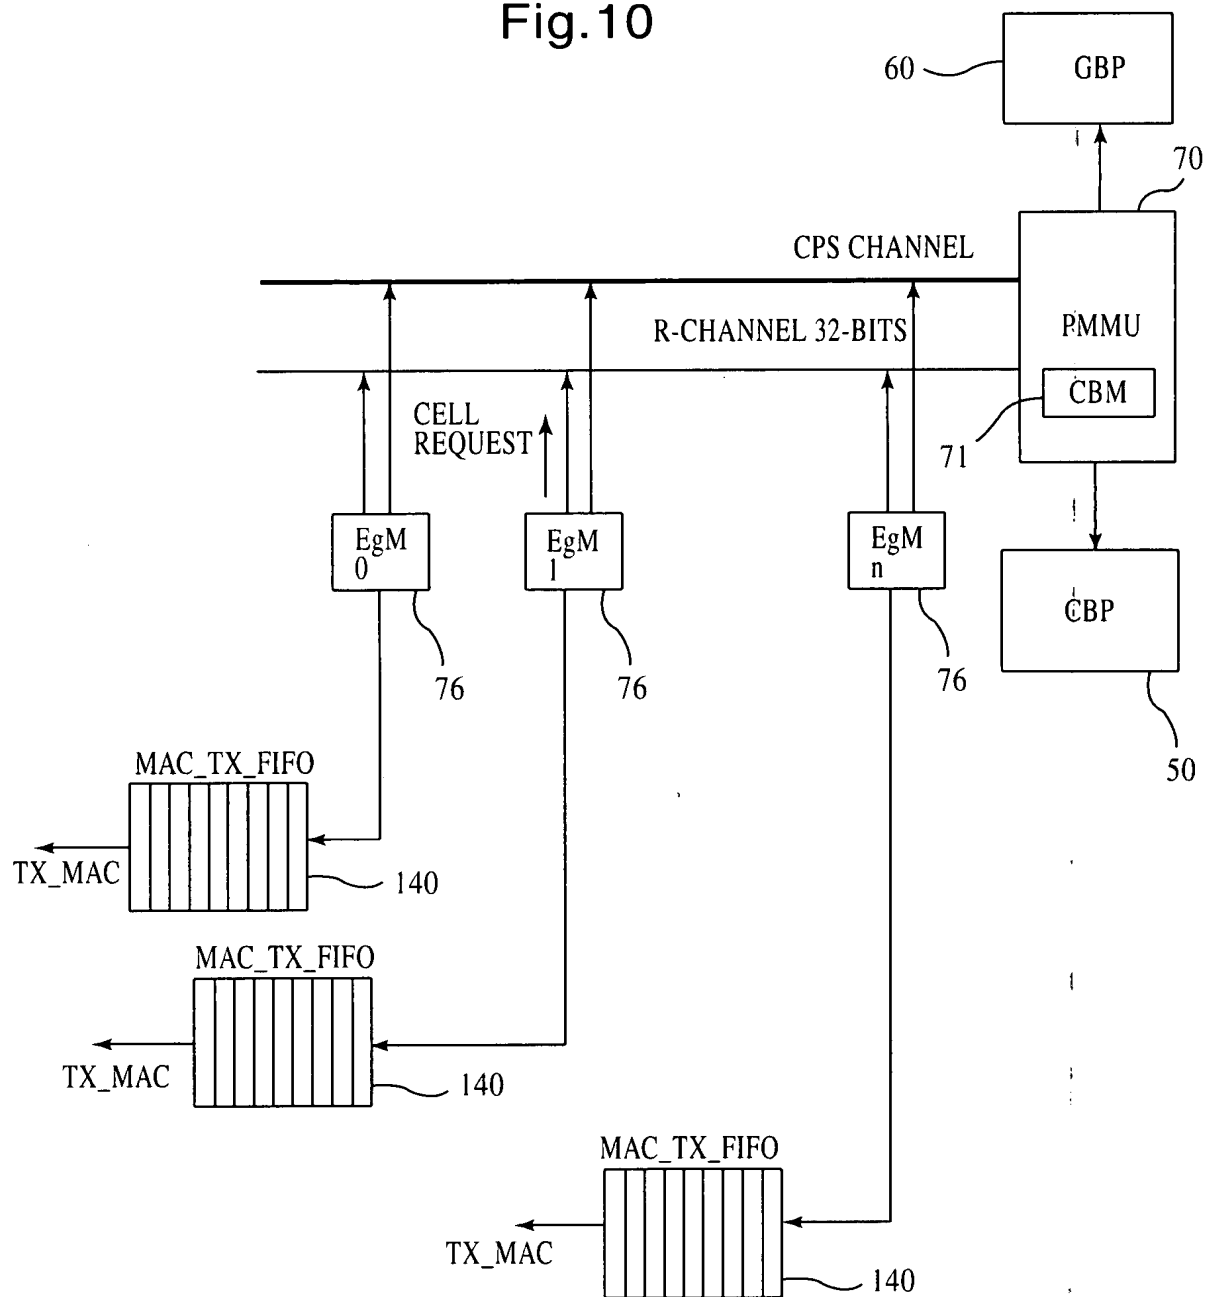 Fig.10
60
GBP
70
CPS CHANNEL
R-CHANNEL 32-BITS
PMMU
CELL
REQUEST
CBM
71
EgM
0
EgM
1
EgM
n
CBP
76
76
76
50
MAC_TX_FIFO
TX_MAC
140
MAC_TX_FIFO
TX_MAC
140
MAC_TX_FIFO
TX_MAC
140